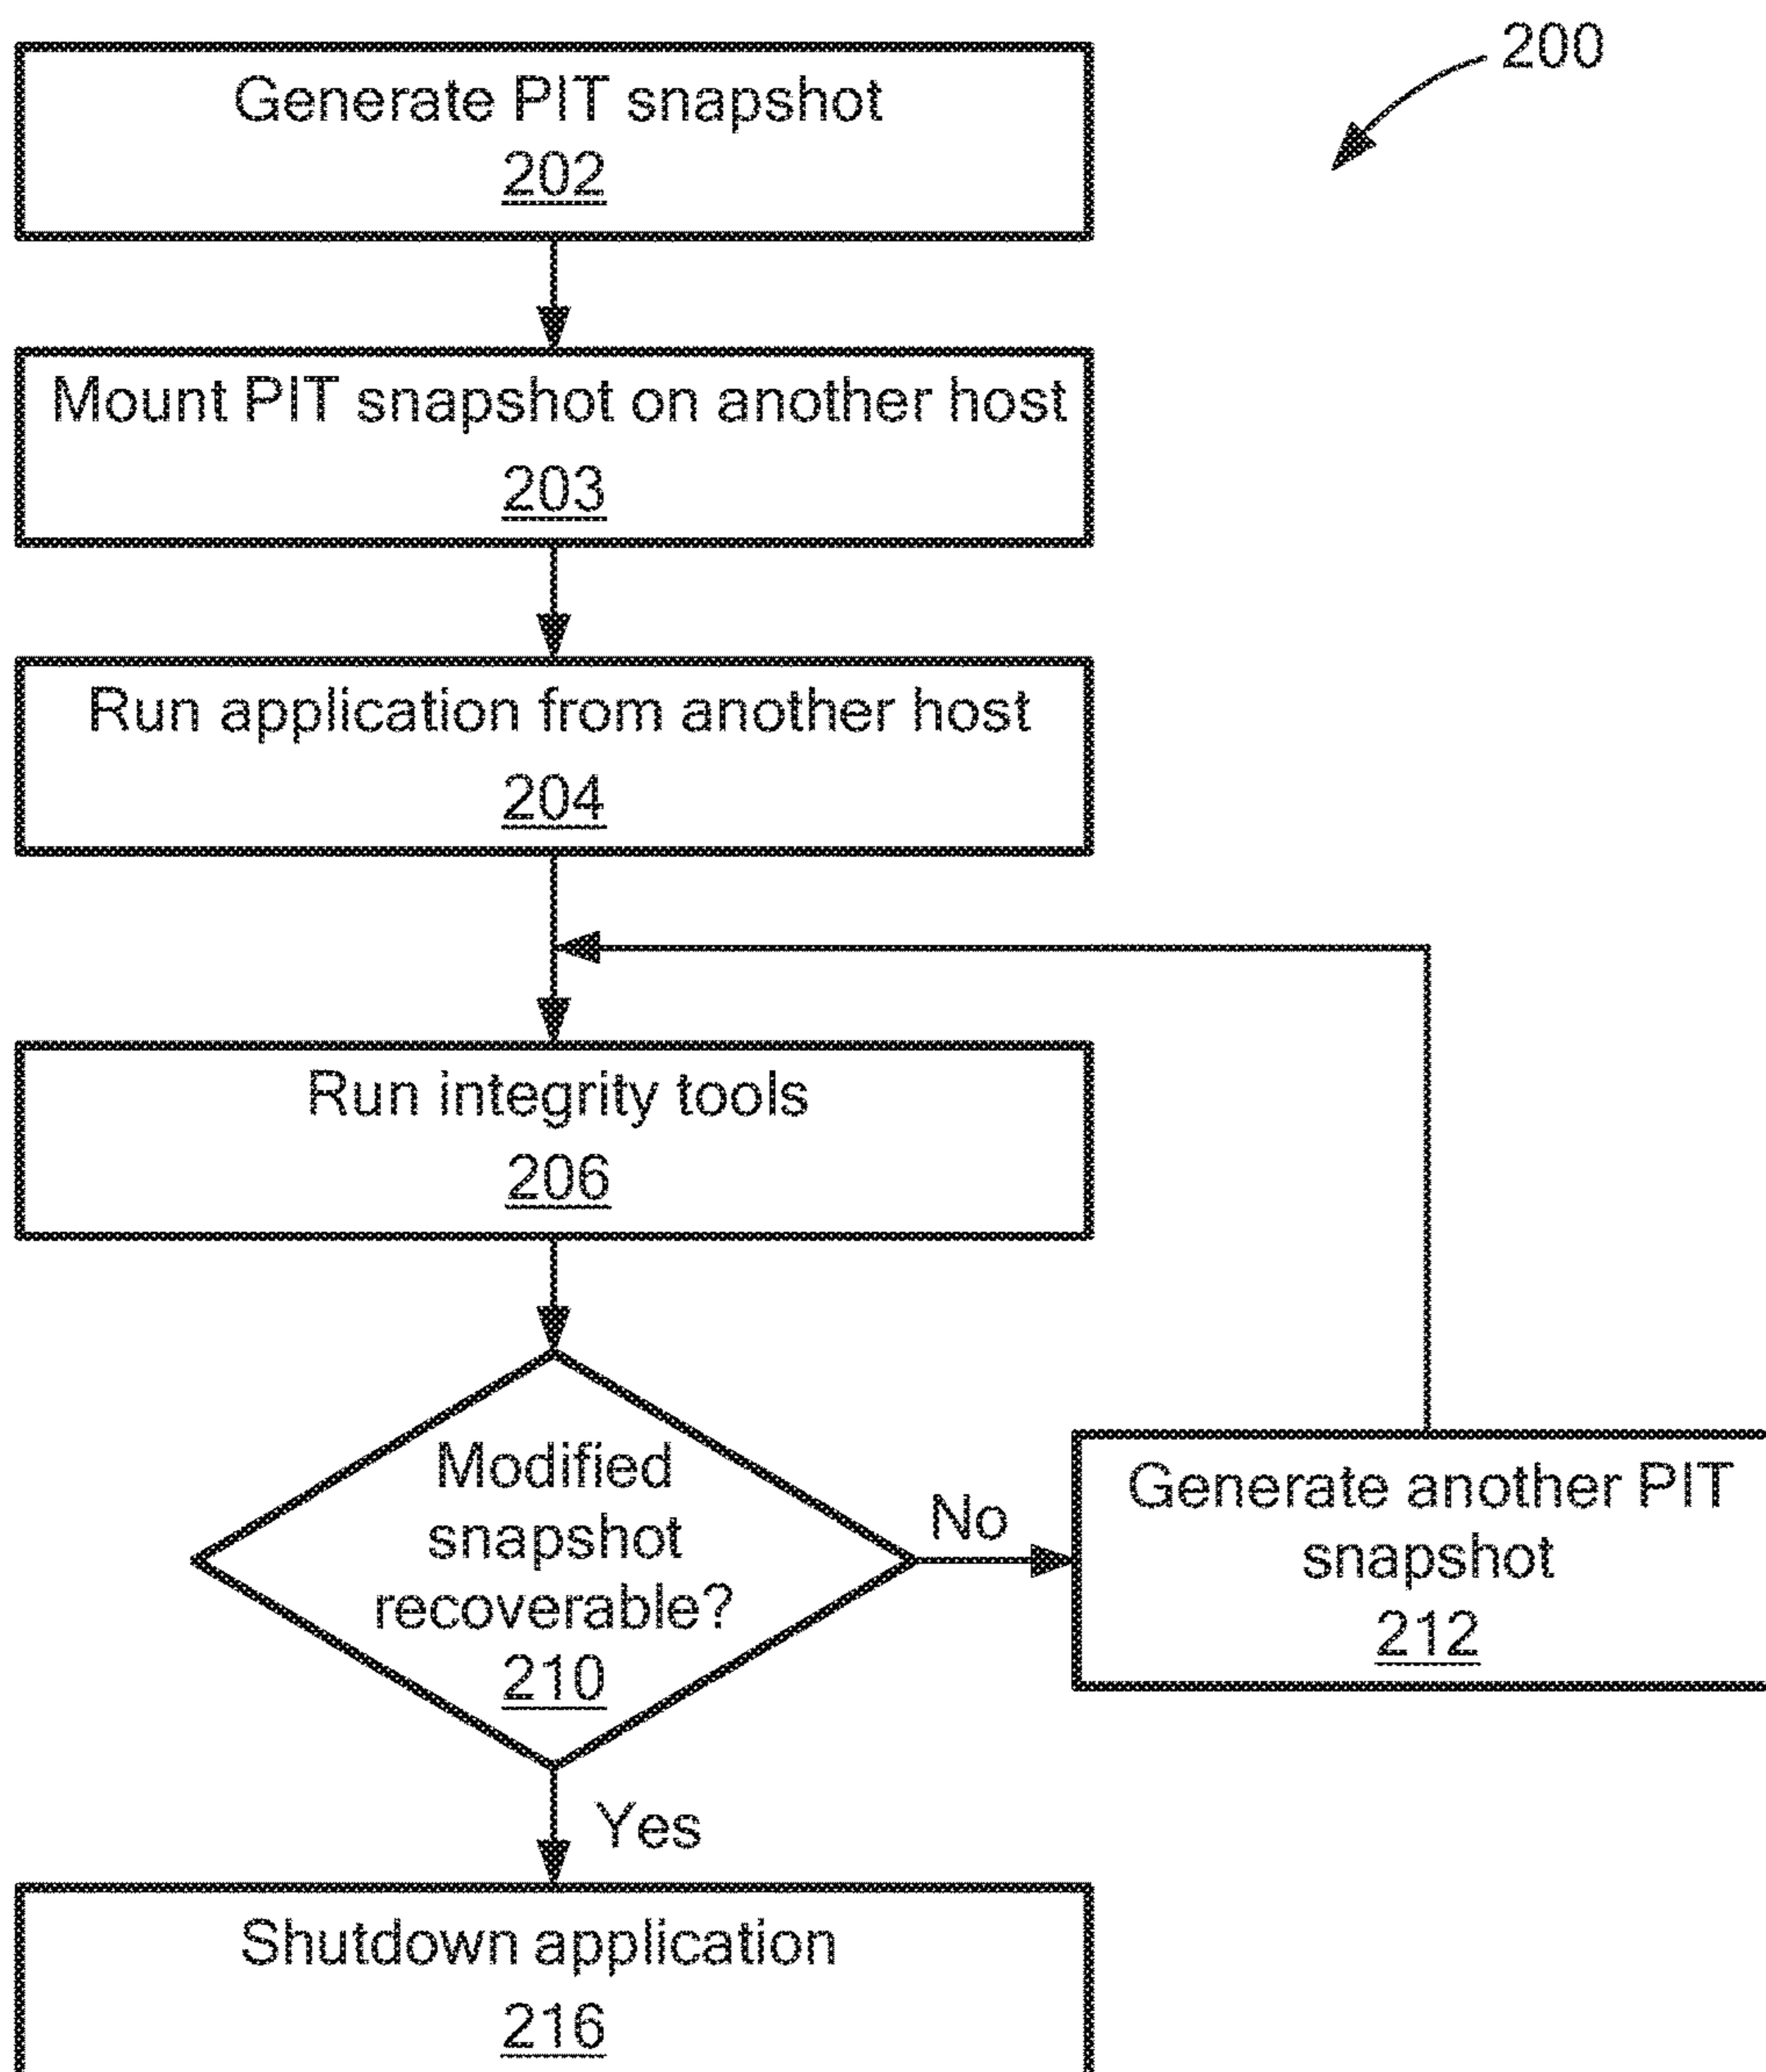 200
Generate PIT snapshot
202
Mount PIT snapshot on another host
203
Run application from another host
204
Run integrity tools
206
Modified
snapshot
recoverable?
210
No
Generate another PIT
snapshot
212
Yes
Shutdown application
216